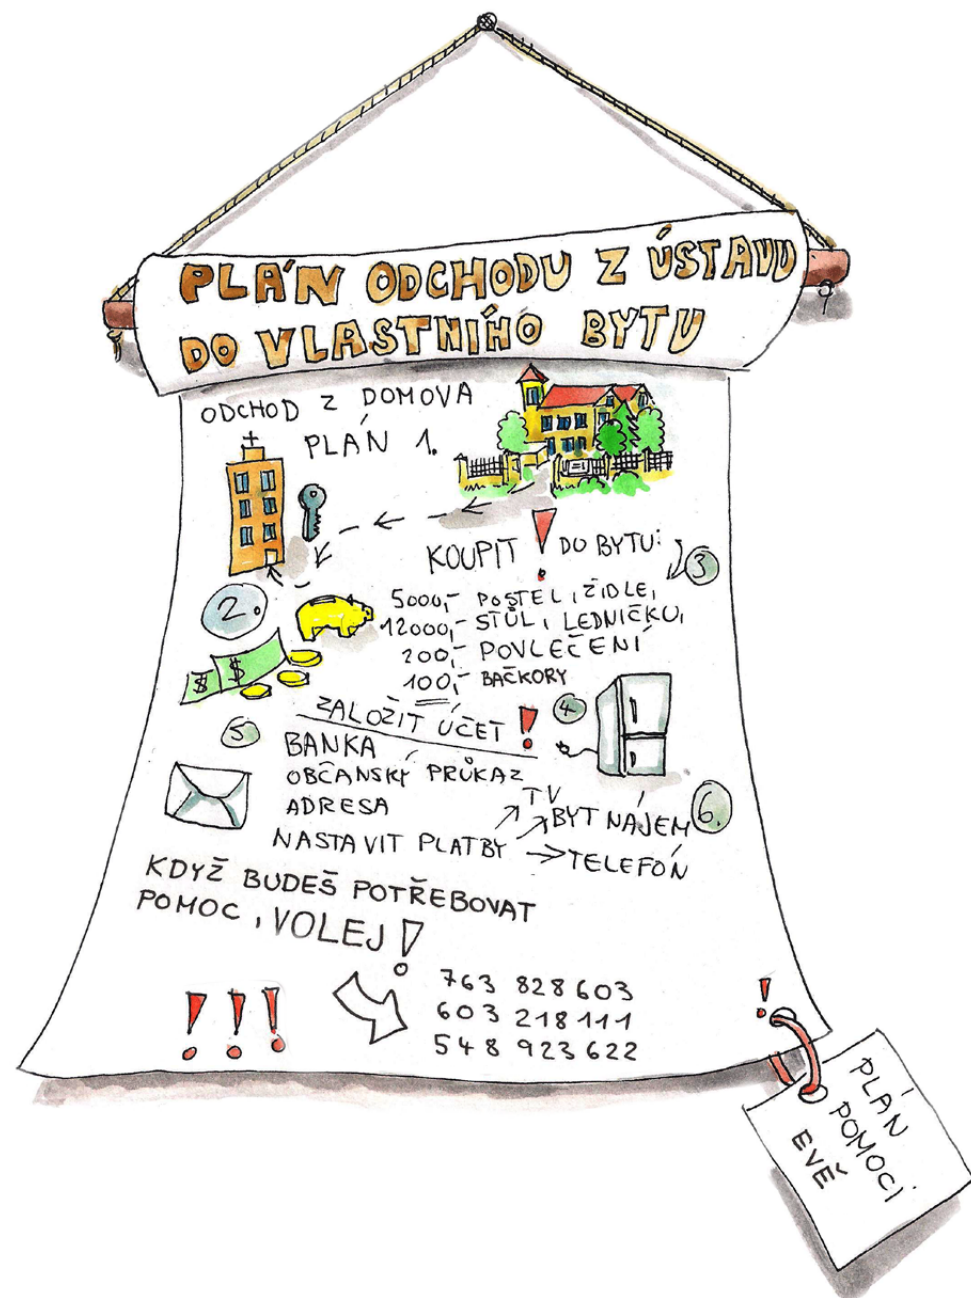 PLÁN ODCHODU Z ÚSTAVU
DO VLASTNÍHO BYTU
ODCHOD Z DOMOVA
PLÁN 1.
KOUPIT ! DO BYTU:
3
2.
5000,- POSTEL, ŽIDLE,
12000,- STŮL, LEDNIČKU,
200,- POVLEČENÍ
100,- BAČKORY
$ $
ZALOŽIT ÚČET !
4
5
BANKA
OBČANSKÝ PRŮKAZ
ADRESA
TV
BYT NÁJEM
6.
NASTAVIT PLATBY → TELEFÓN
KDYŽ BUDEŠ POTŘEBOVAT
POMOC, VOLEJ!
763 828 603
603 218 111
548 923 622
!!!
!
PLÁN
POMOCI
EVĚ